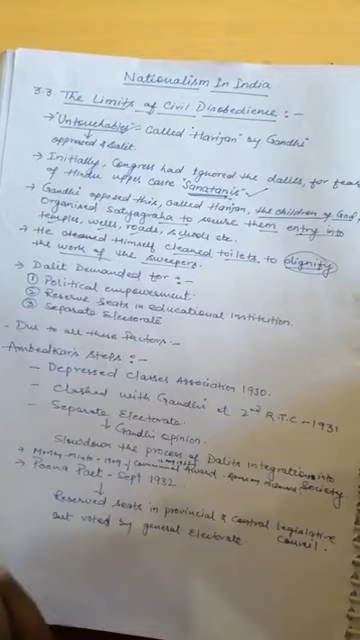 Nationalism In India
3.3. The Limits of Civil Disobedience :-
→ 'Untouchables' = called "Harijan" by Gandhi
oppressed & Dalit.
→ Initially, Congress had ignored the dalits, for fear
of Hindu upper caste Sanatanis
→ Gandhi opposed this, called Harijan, the children of God,
Organised Satyagraha to secure them entry into
temples, wells, roads, schools etc.
→ He cleaned Himself cleaned toilets to dignify
the work of the sweepers.
→ Dalit Demanded for :-
① Political empowerment.
② Reserve seats in educational Institution.
③ Separate Electorate
- Due to all these factors :-
- Ambedkar's Steps :-
- Depressed Classes Association 1930.
- Clashed with Gandhi at 2nd R.T.C - 1931
- Separate Electorate.
↓ Gandhi opinion.
Slowdown the process of Dalits integration into
Society
→ Morley-Minto - 1909 / Communal Award
→ Poona Pact - Sept 1932.
↓
Reserved seats in provincial & Central legislative
Council.
but voted by general Electorate